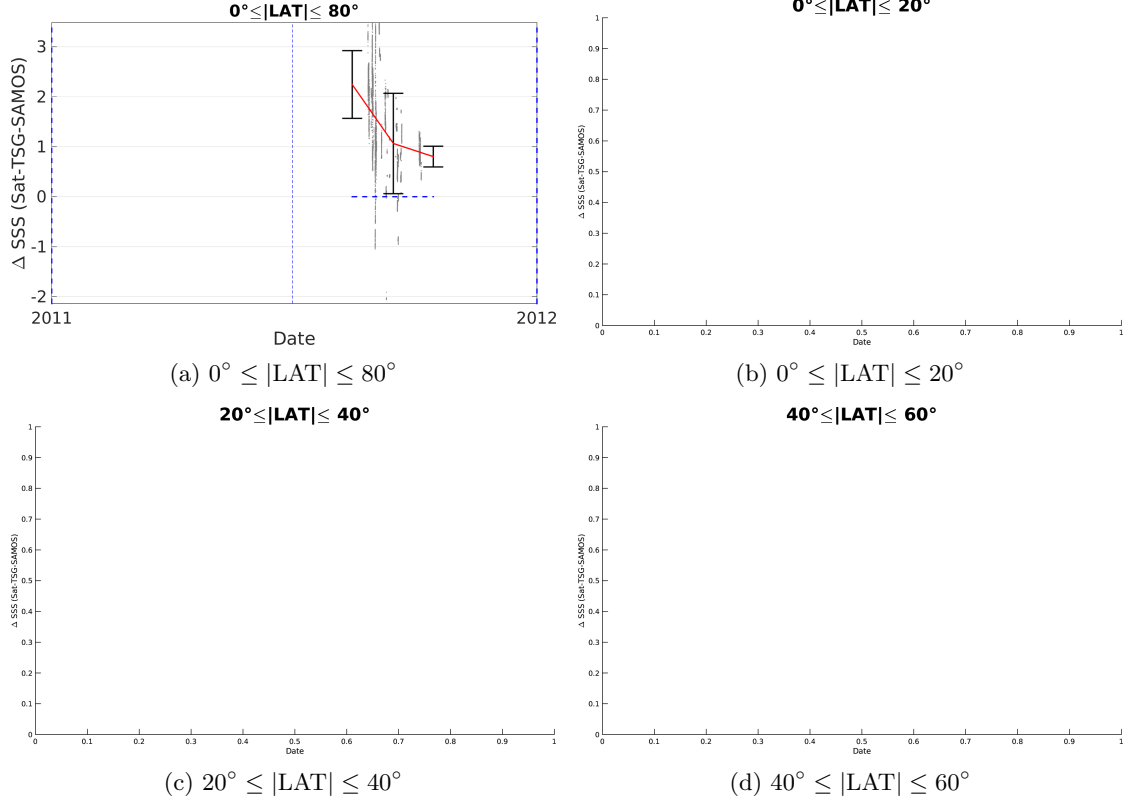 0°≤|LAT|≤ 80°
3
2
1
0
-1
-2
Δ SSS (Sat-TSG-SAMOS)
2011
2012
Date
(a) 0° ≤ |LAT| ≤ 80°
0°≤|LAT|≤ 20°
1
0.9
0.8
0.7
0.6
0.5
0.4
0.3
0.2
0.1
0
Δ SSS (Sat-TSG-SAMOS)
0 0.1 0.2 0.3 0.4 0.5 0.6 0.7 0.8 0.9 1
Date
(b) 0° ≤ |LAT| ≤ 20°
20°≤|LAT|≤ 40°
1
0.9
0.8
0.7
0.6
0.5
0.4
0.3
0.2
0.1
0
Δ SSS (Sat-TSG-SAMOS)
0 0.1 0.2 0.3 0.4 0.5 0.6 0.7 0.8 0.9 1
Date
(c) 20° ≤ |LAT| ≤ 40°
40°≤|LAT|≤ 60°
1
0.9
0.8
0.7
0.6
0.5
0.4
0.3
0.2
0.1
0
Δ SSS (Sat-TSG-SAMOS)
0 0.1 0.2 0.3 0.4 0.5 0.6 0.7 0.8 0.9 1
Date
(d) 40° ≤ |LAT| ≤ 60°